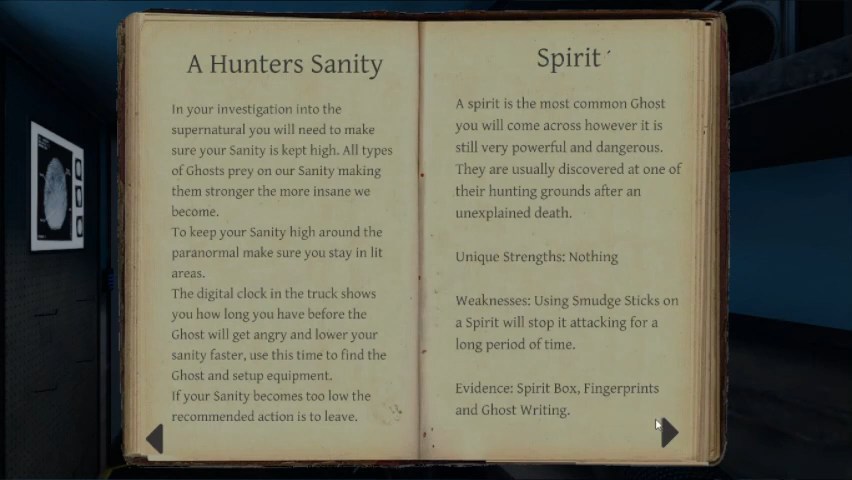 A Hunters Sanity
In your investigation into the
supernatural you will need to make
sure your Sanity is kept high. All types
of Ghosts prey on our Sanity making
them stronger the more insane we
become.
To keep your Sanity high around the
paranormal make sure you stay in lit
areas.
The digital clock in the truck shows
you how long you have before the
Ghost will get angry and lower your
sanity faster, use this time to find the
Ghost and setup equipment.
If your Sanity becomes too low the
recommended action is to leave.
Spirit
A spirit is the most common Ghost
you will come across however it is
still very powerful and dangerous.
They are usually discovered at one of
their hunting grounds after an
unexplained death.
Unique Strengths: Nothing
Weaknesses: Using Smudge Sticks on
a Spirit will stop it attacking for a
long period of time.
Evidence: Spirit Box, Fingerprints
and Ghost Writing.